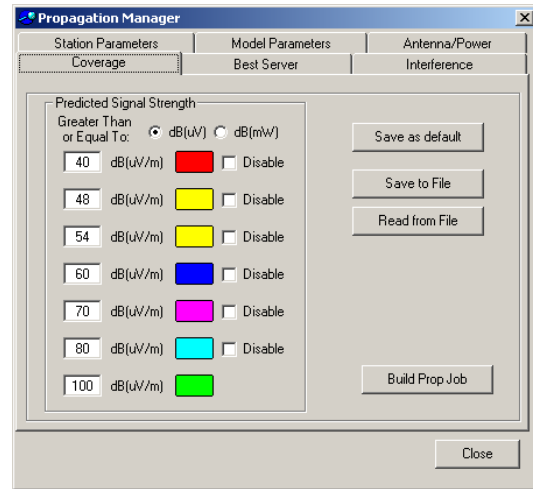 Propagation Manager
Station Parameters Model Parameters Antenna/Power
Coverage Best Server Interference
Predicted Signal Strength
Greater Than
or Equal To: dB(uV) dB(mW)
40 dB(uV/m) Disable
48 dB(uV/m) Disable
54 dB(uV/m) Disable
60 dB(uV/m) Disable
70 dB(uV/m) Disable
80 dB(uV/m) Disable
100 dB(uV/m)
Save as default
Save to File
Read from File
Build Prop Job
Close